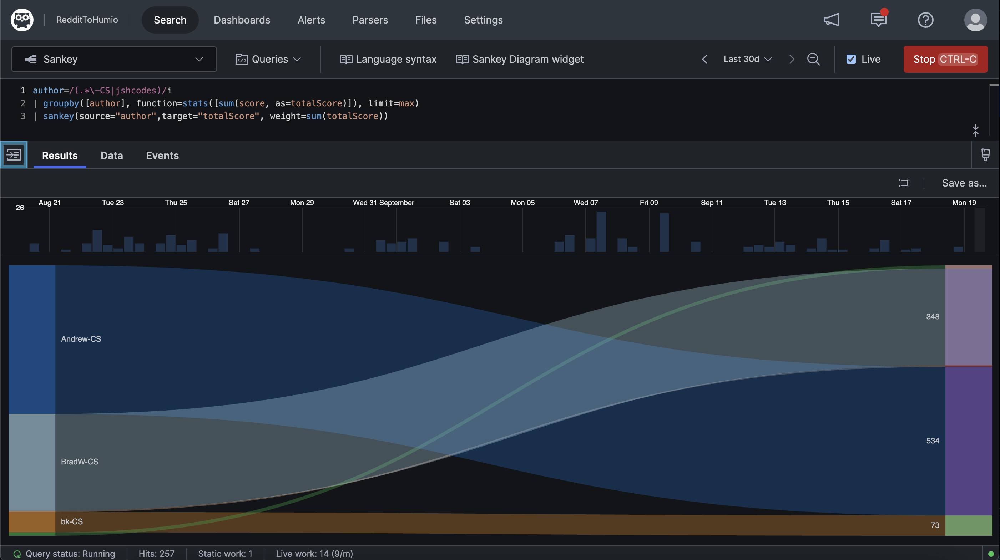 RedditToHumio Search Dashboards Alerts Parsers Files Settings
Sankey Queries Language syntax Sankey Diagram widget Last 30d Live Stop CTRL-C
1 author=/(.*\-CS|jshcodes)/i
2 | groupby([author], function=stats([sum(score, as=totalScore)]), limit=max)
3 | sankey(source="author",target="totalScore", weight=sum(totalScore))
Results Data Events
Save as...
Aug 21 Tue 23 Thu 25 Sat 27 Mon 29 Wed 31 September Sat 03 Mon 05 Wed 07 Fri 09 Sep 11 Tue 13 Thu 15 Sat 17 Mon 19
26
348
Andrew-CS
534
BradW-CS
bk-CS
73
Query status: Running Hits: 257 Static work: 1 Live work: 14 (9/m)